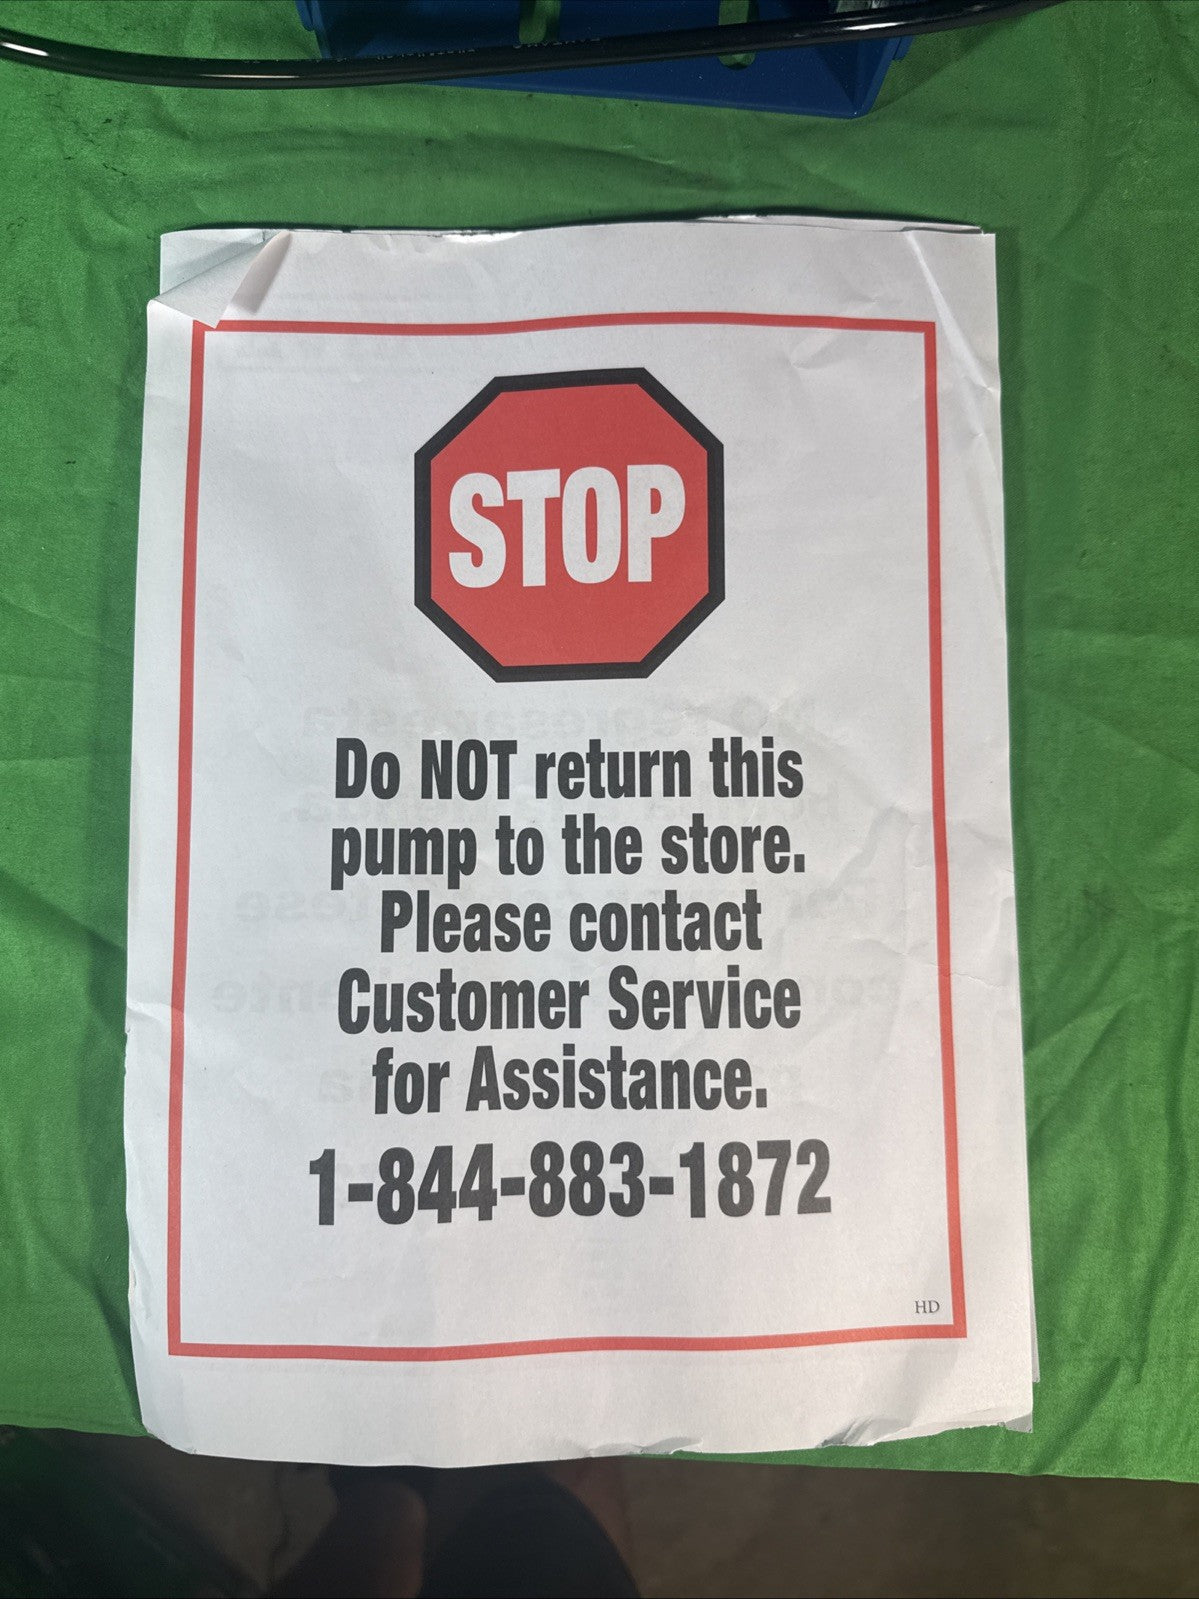 STOP
Do NOT return this
pump to the store.
Please contact
Customer Service
for Assistance.
1-844-883-1872
HD